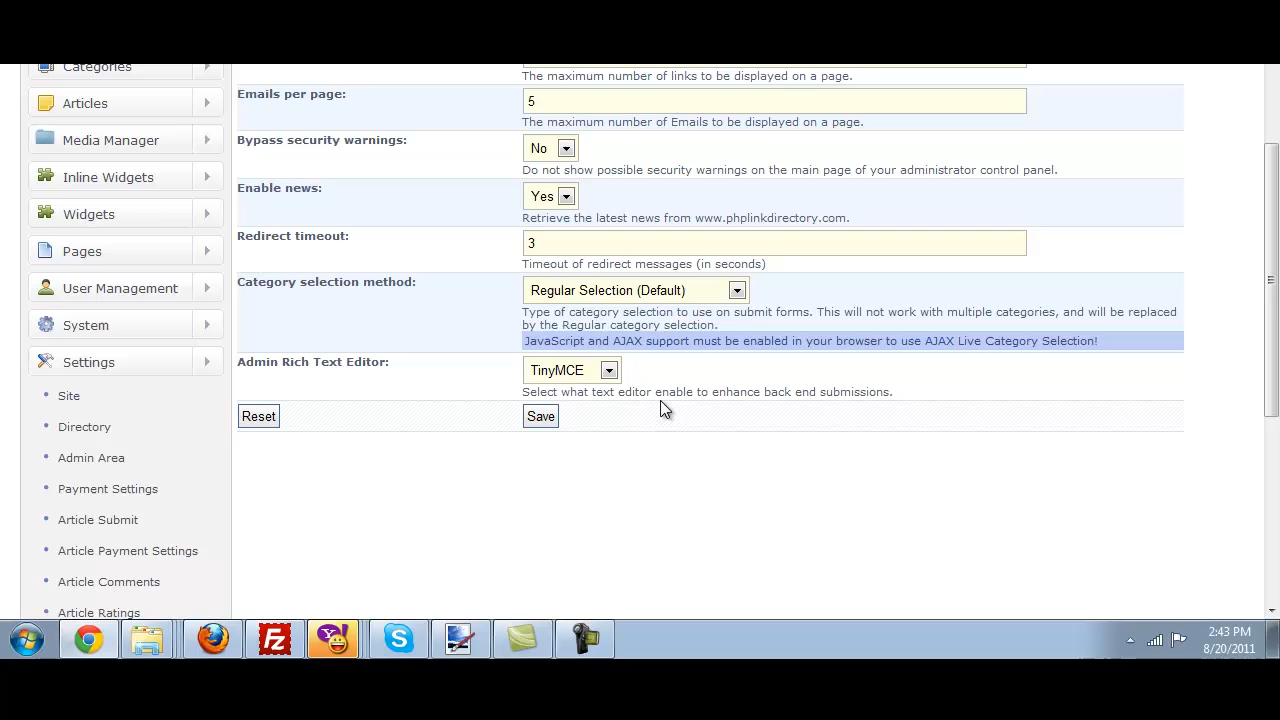 Categories
Articles
Media Manager
Inline Widgets
Widgets
Pages
User Management
System
Settings
Site
Directory
Admin Area
Payment Settings
Article Submit
Article Payment Settings
Article Comments
Article Ratings
The maximum number of links to be displayed on a page.
Emails per page:
5
The maximum number of Emails to be displayed on a page.
Bypass security warnings:
No
Do not show possible security warnings on the main page of your administrator control panel.
Enable news:
Yes
Retrieve the latest news from www.phplinkdirectory.com.
Redirect timeout:
3
Timeout of redirect messages (in seconds)
Category selection method:
Regular Selection (Default)
Type of category selection to use on submit forms. This will not work with multiple categories, and will be replaced
by the Regular category selection.
JavaScript and AJAX support must be enabled in your browser to use AJAX Live Category Selection!
Admin Rich Text Editor:
TinyMCE
Select what text editor enable to enhance back end submissions.
Reset
Save
2:43 PM
8/20/2011